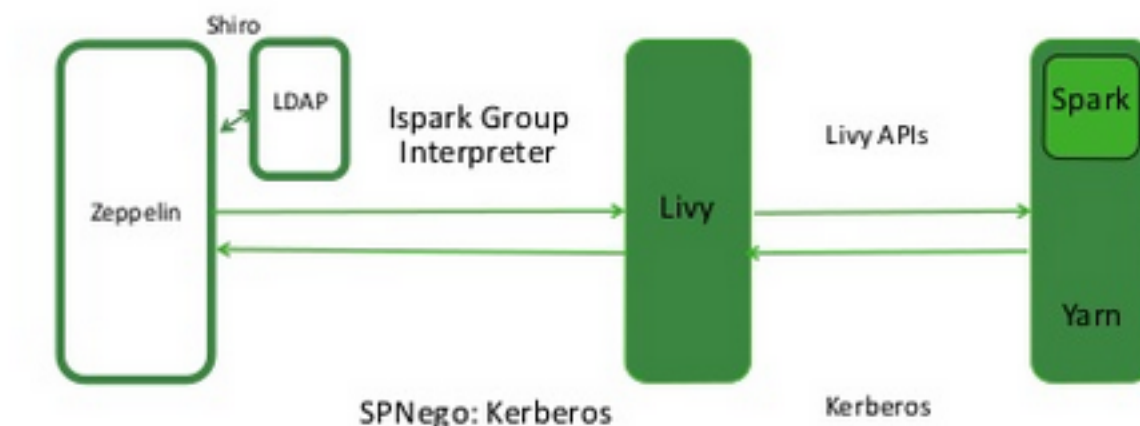 Shiro
LDAP
Ispark Group
Interpreter
Zeppelin
Livy
Livy APIs
Spark
Yarn
SPNego: Kerberos
Kerberos